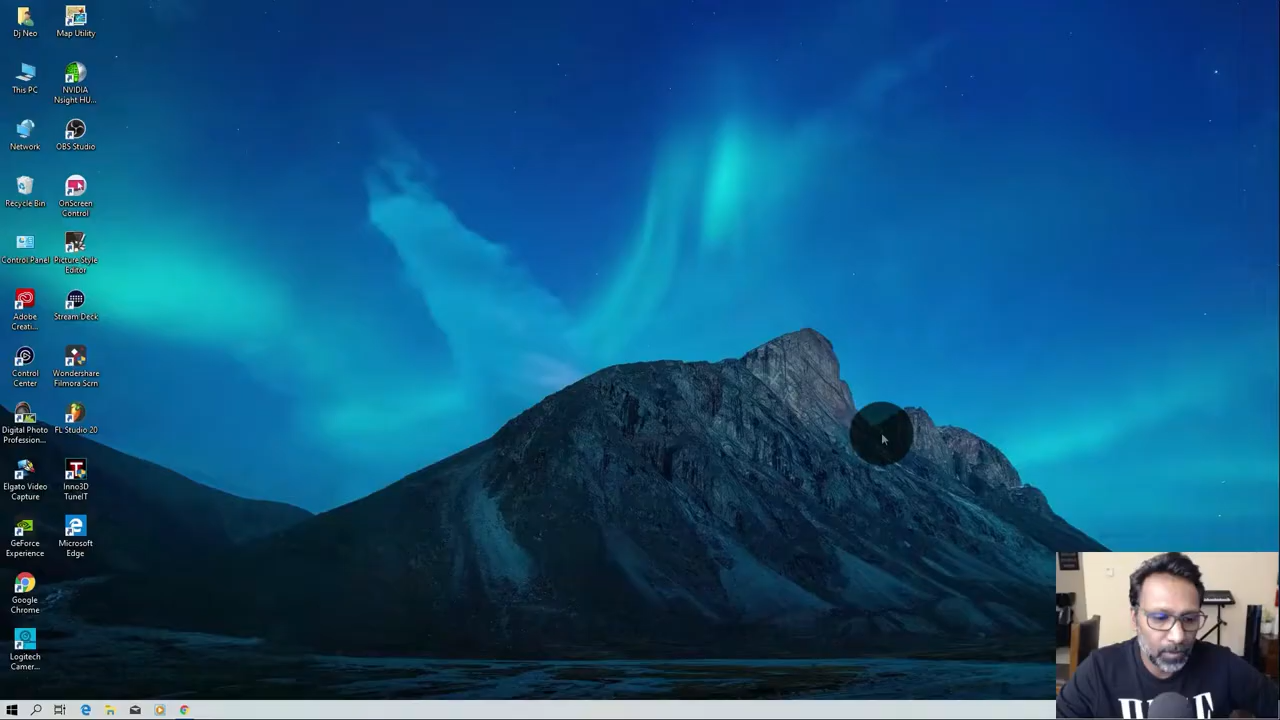 Dj Neo
Map Utility
This PC
NVIDIA
Nsight HU...
Network
OBS Studio
Recycle Bin
OnScreen
Control
Control Panel
Picture Style
Editor
Adobe
Creati...
Stream Deck
Control
Center
Wondershare
Filmora Scrn
Digital Photo
Profession...
FL Studio 20
Elgato Video
Capture
Inno3D
TuneIT
GeForce
Experience
Microsoft
Edge
Google
Chrome
Logitech
Camer...